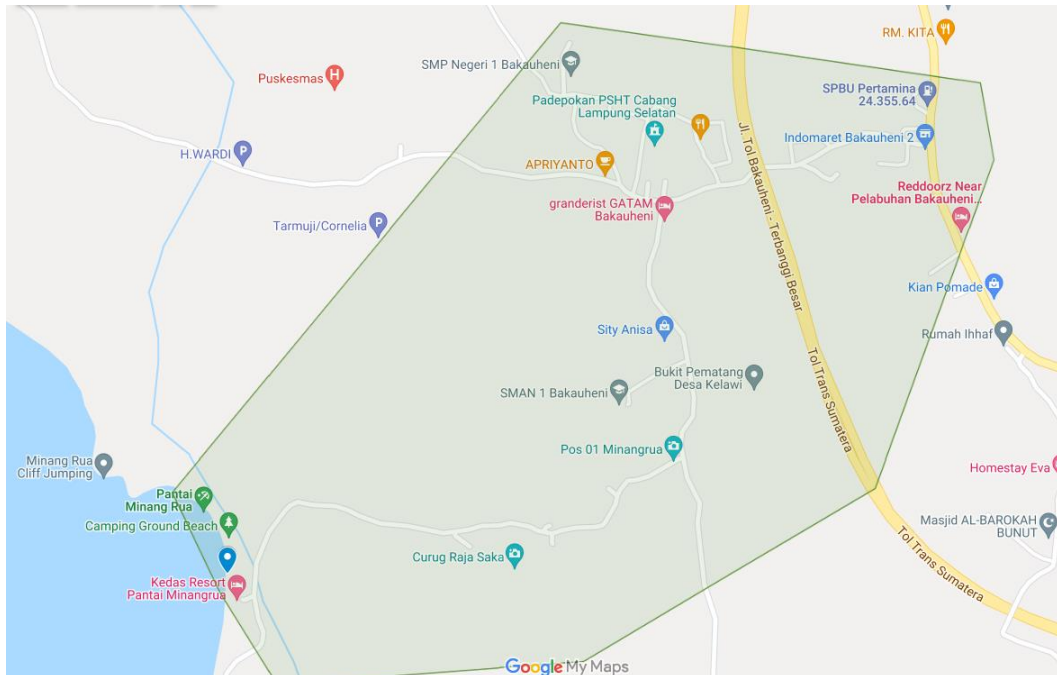 RM. KITA
SMP Negeri 1 Bakauheni
Puskesmas
SPBU Pertamina
24.355.64
Padepokan PSHT Cabang
Lampung Selatan
Jl. Tol Bakauheni - Terbanggi Besar
Indomaret Bakauheni 2
H.WARDI
APRIYANTO
Reddoorz Near
Pelabuhan Bakauheni...
granderist GATAM
Bakauheni
Tarmuji/Cornelia
Kian Pomade
Sity Anisa
Rumah Ihhaf
Tol Trans Sumatera
Bukit Pematang
Desa Kelawi
SMAN 1 Bakauheni
Pos 01 Minangrua
Minang Rua
Cliff Jumping
Homestay Eva
Pantai
Minang Rua
Camping Ground Beach
Masjid AL-BAROKAH
BUNUT
Tol Trans Sumatera
Curug Raja Saka
Kedas Resort
Pantai Minangrua
Google My Maps